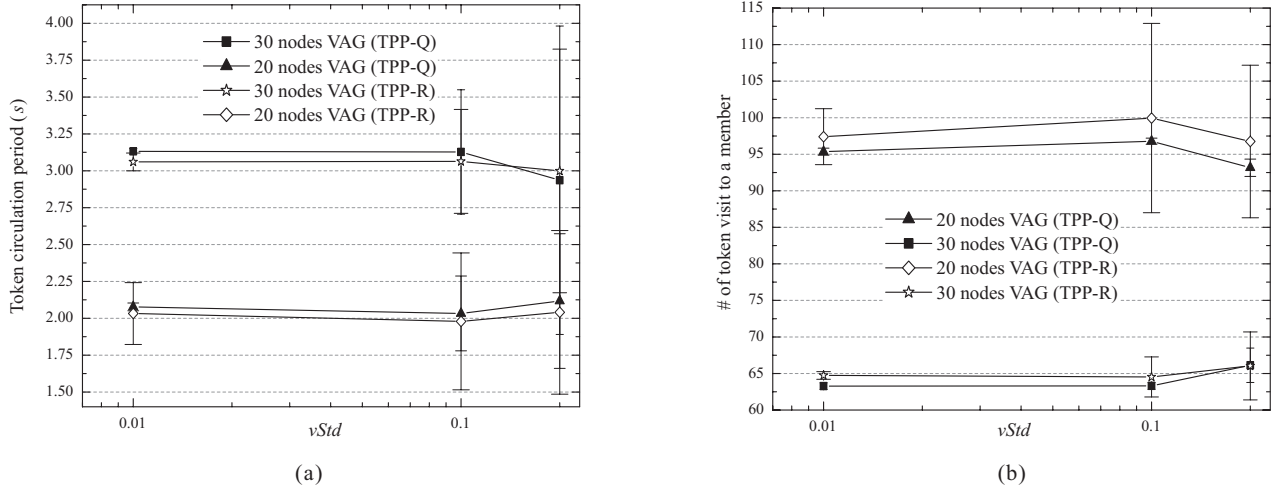 4.00
3.75
3.50
3.25
3.00
2.75
2.50
2.25
2.00
1.75
1.50
Token circulation period (s)
30 nodes VAG (TPP-Q)
20 nodes VAG (TPP-Q)
30 nodes VAG (TPP-R)
20 nodes VAG (TPP-R)
0.01
0.1
vStd
(a)
115
110
105
100
95
90
85
80
75
70
65
60
# of token visit to a member
20 nodes VAG (TPP-Q)
30 nodes VAG (TPP-Q)
20 nodes VAG (TPP-R)
30 nodes VAG (TPP-R)
0.01
0.1
vStd
(b)